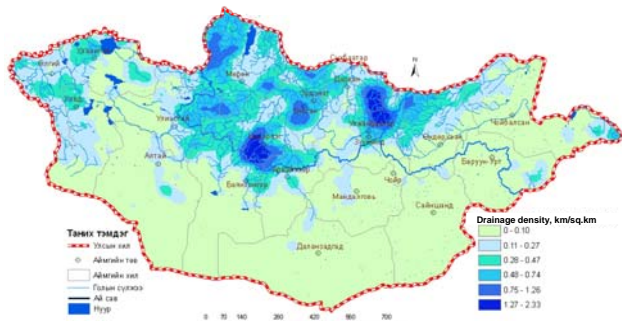 Сүхбаатар
Өлгий
Улаангом
Ховд
Мөрөн
Дархан
Эрдэнэт
Булган
Улиастай
Улаанбаатар
Чойбалсан
Өндөрхаан
Алтай
Баруун-Урт
Баянхонгор
Арвайхээр
Чойр
Мандалговь
Сайншанд
Даланзадгад
N
Таних тэмдэг
Улсын хил
Аймгийн төв
Аймгийн хил
Голын сүлжээ
Ай сав
Нуур
0 70 140 280 420 560 700
Drainage density, km/sq.km
0 - 0.10
0.11 - 0.27
0.28 - 0.47
0.48 - 0.74
0.75 - 1.26
1.27 - 2.33